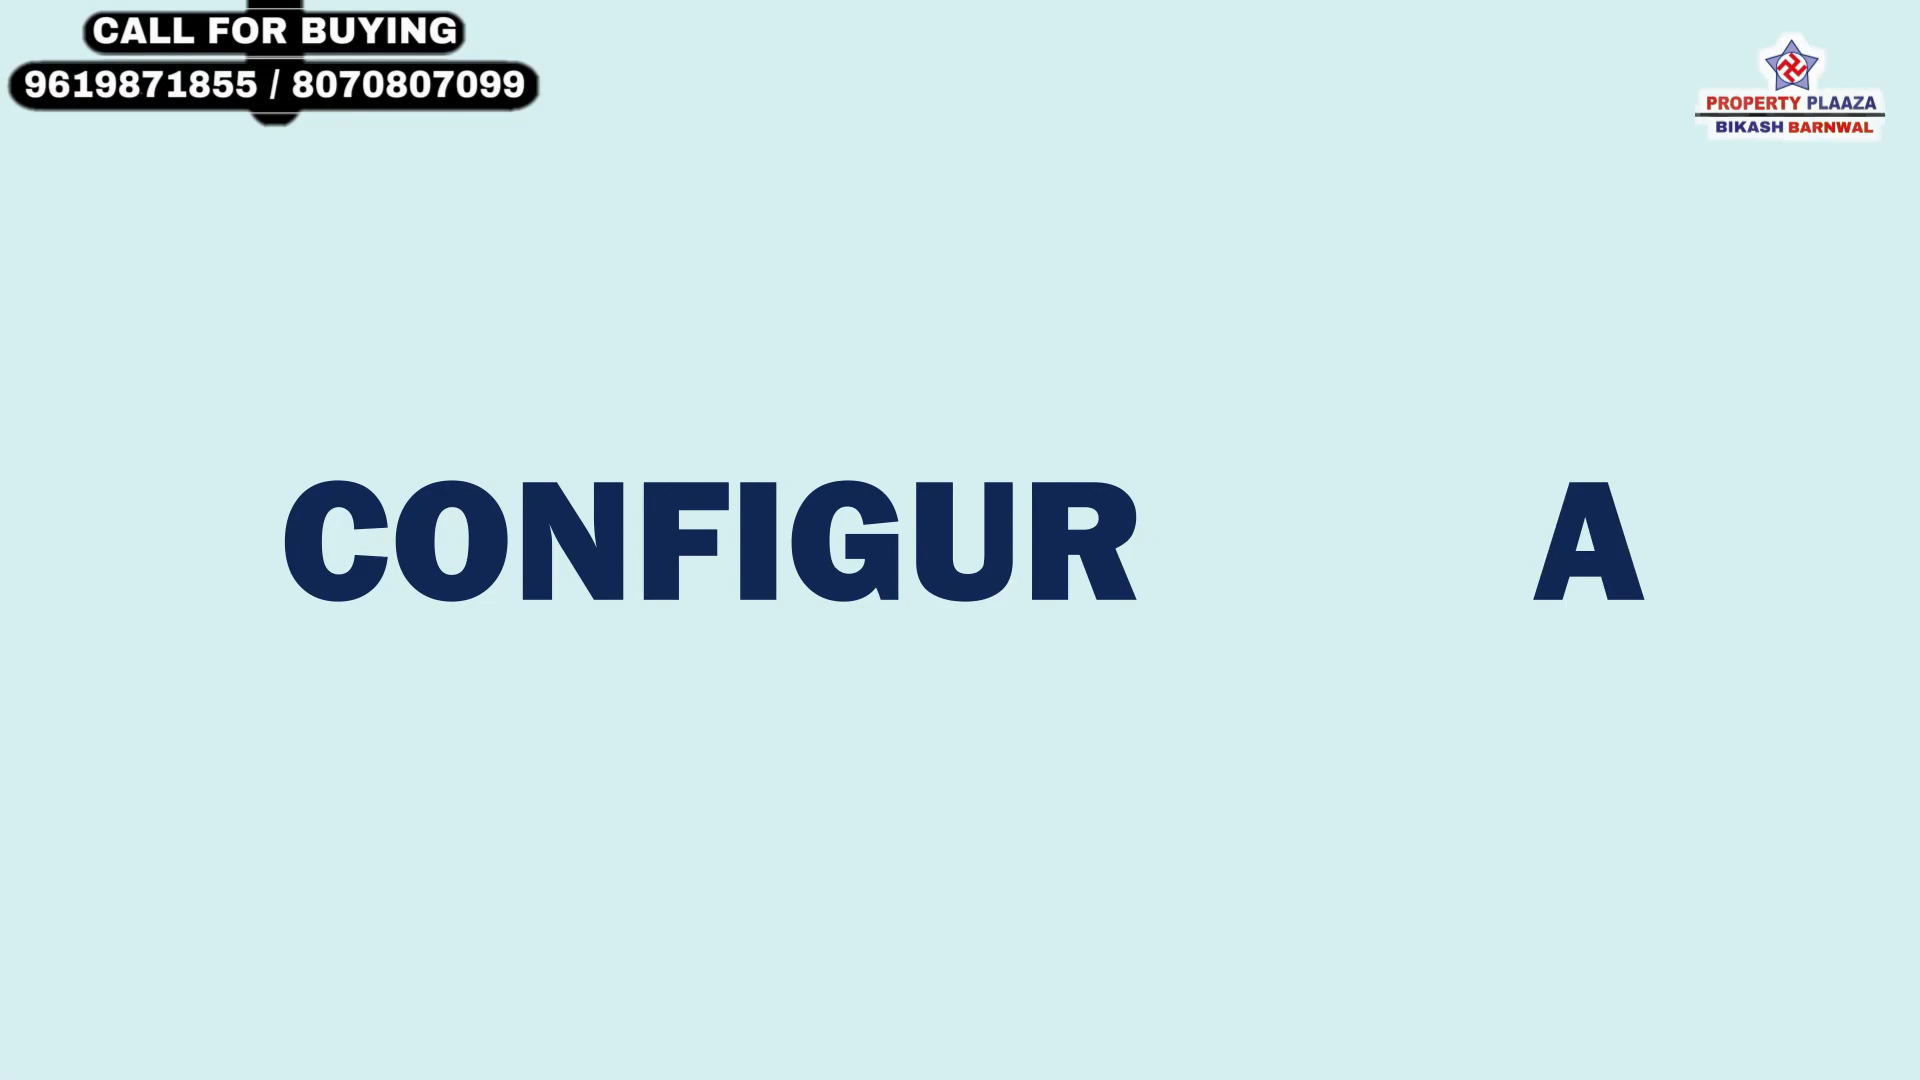 CALL FOR BUYING
9619871855 / 8070807099
PROPERTY PLAAZA
BIKASH BARNWAL
CONFIGUR A